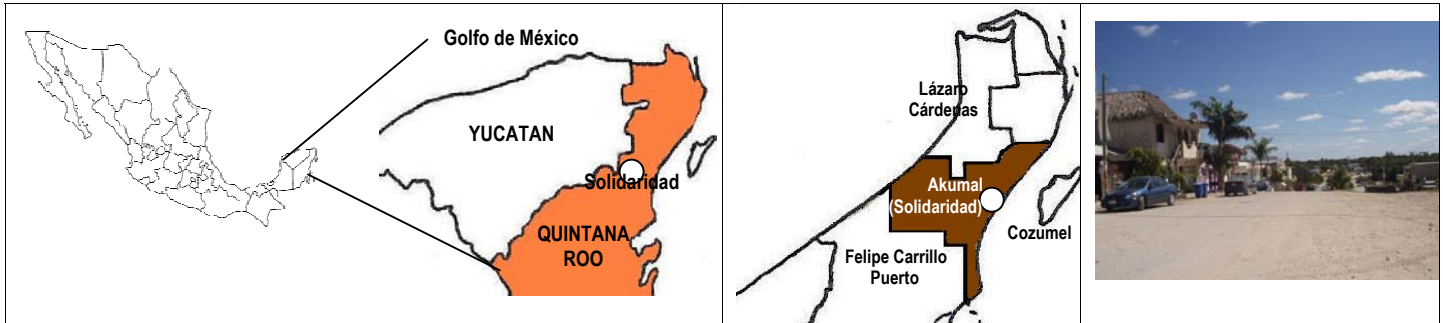 Golfo de México
YUCATAN
Solidaridad
QUINTANA
ROO
Lázaro
Cárdenas
Akumal
(Solidaridad)
Cozumel
Felipe Carrillo
Puerto